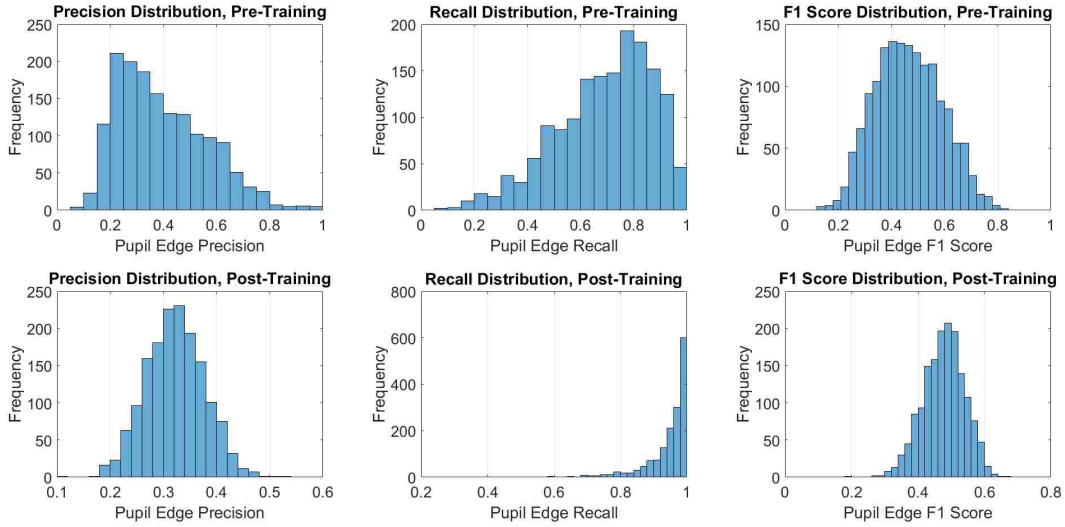 Precision Distribution, Pre-Training
250
200
150
100
50
0
Frequency
0 0.2 0.4 0.6 0.8 1
Pupil Edge Precision
Recall Distribution, Pre-Training
200
150
100
50
0
Frequency
0 0.2 0.4 0.6 0.8 1
Pupil Edge Recall
F1 Score Distribution, Pre-Training
150
100
50
0
Frequency
0 0.2 0.4 0.6 0.8 1
Pupil Edge F1 Score
Precision Distribution, Post-Training
250
200
150
100
50
0
Frequency
0.1 0.2 0.3 0.4 0.5 0.6
Pupil Edge Precision
Recall Distribution, Post-Training
800
600
400
200
0
Frequency
0.2 0.4 0.6 0.8 1
Pupil Edge Recall
F1 Score Distribution, Post-Training
250
200
150
100
50
0
Frequency
0 0.2 0.4 0.6 0.8
Pupil Edge F1 Score